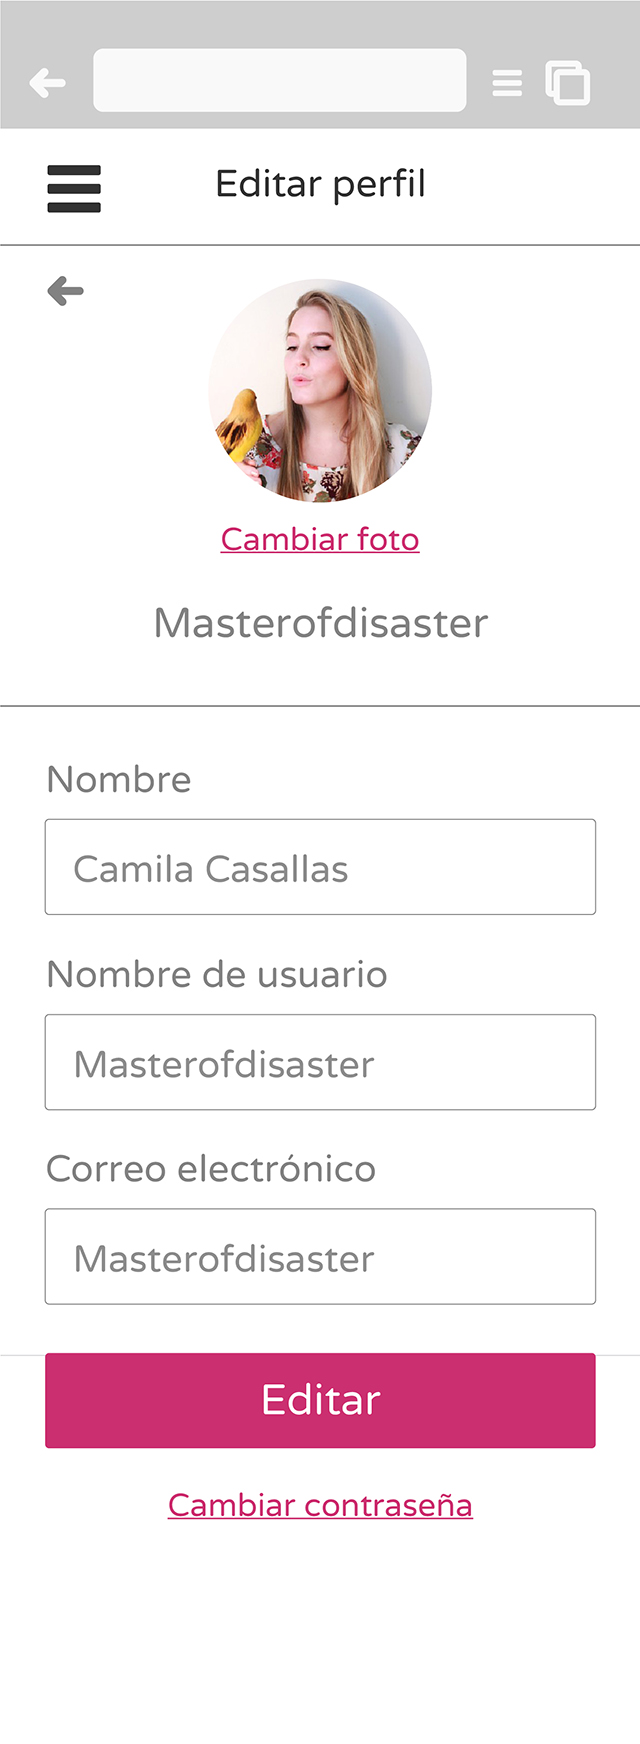 Editar perfil
Cambiar foto
Masterofdisaster
Nombre
Camila Casallas
Nombre de usuario
Masterofdisaster
Correo electrónico
Masterofdisaster
Editar
Cambiar contraseña